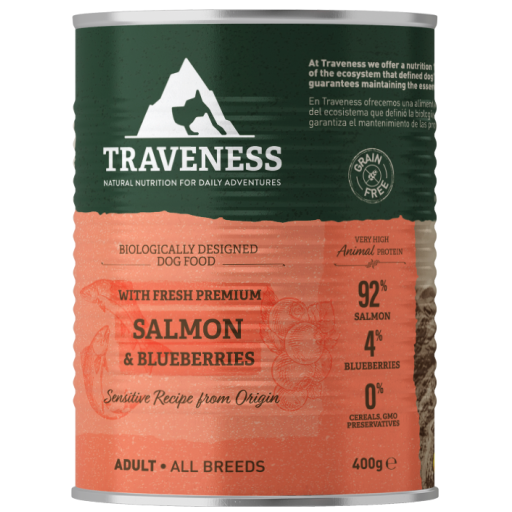 At Traveness we offer a nutrition
of the ecosystem that defined dog
guarantees maintaining the essen
En Traveness ofrecemos una alimen
del ecosistema que definió la biológi
garantiza el mantenimiento de las pro
TRAVENESS
NATURAL NUTRITION FOR DAILY ADVENTURES
GRAIN
FREE
BIOLOGICALLY DESIGNED
DOG FOOD
VERY HIGH
Animal PROTEIN
WITH FRESH PREMIUM
SALMON
& BLUEBERRIES
Sensitive Recipe from Origin
92%
SALMON
4%
BLUEBERRIES
0%
CEREALS, GMO
PRESERVATIVES
ADULT • ALL BREEDS
400g e